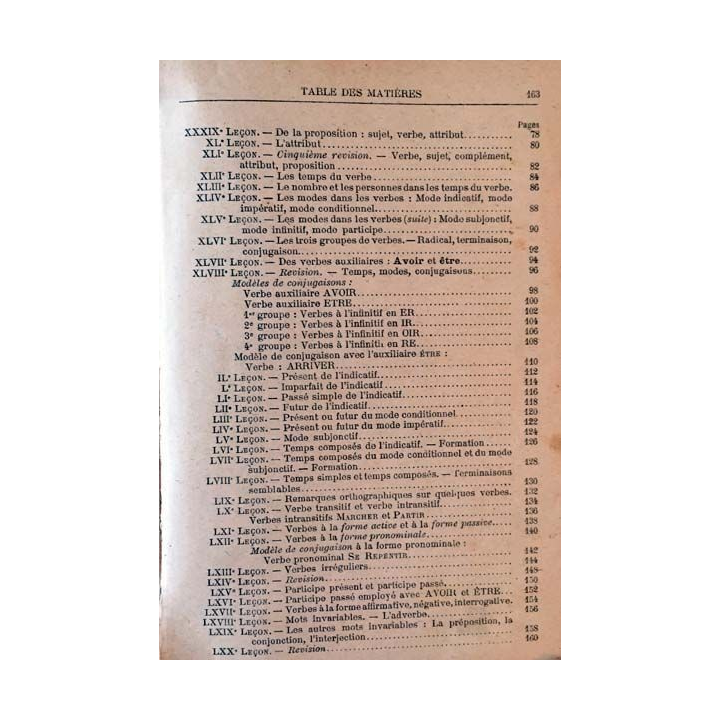 TABLE DES MATIÈRES 163
Pages
XXXIXe LEÇON. — De la proposition : sujet, verbe, attribut.......... 78
XLe LEÇON. — L'attribut.......... 80
XLIe LEÇON. — Cinquième revision. — Verbe, sujet, complément,
attribut, proposition.......... 82
XLIIe LEÇON. — Les temps du verbe.......... 84
XLIIIe LEÇON. — Le nombre et les personnes dans les temps du verbe. 86
XLIVe LEÇON. — Les modes dans les verbes : Mode indicatif, mode
impératif, mode conditionnel.......... 88
XLVe LEÇON. — Les modes dans les verbes (suite) : Mode subjonctif,
mode infinitif, mode participe.......... 90
XLVIe LEÇON. — Les trois groupes de verbes. — Radical, terminaison,
conjugaison.......... 92
XLVIIe LEÇON. — Des verbes auxiliaires : Avoir et être.......... 94
XLVIIIe LEÇON. — Revision. — Temps, modes, conjugaisons.......... 96
Modèles de conjugaisons :
Verbe auxiliaire AVOIR.......... 98
Verbe auxiliaire ETRE.......... 100
1er groupe : Verbes à l'infinitif en ER.......... 102
2e groupe : Verbes à l'infinitif en IR.......... 104
3e groupe : Verbes à l'infinitif en OIR.......... 106
4e groupe : Verbes à l'infinitif en RE.......... 108
Modèle de conjugaison avec l'auxiliaire ÊTRE :
Verbe : ARRIVER.......... 110
ILe LEÇON. — Présent de l'indicatif.......... 112
Le LEÇON. — Imparfait de l'indicatif.......... 114
LIe LEÇON. — Passé simple de l'indicatif.......... 116
LIIe LEÇON. — Futur de l'indicatif.......... 118
LIIIe LEÇON. — Présent ou futur du mode conditionnel.......... 120
LIVe LEÇON. — Présent ou futur du mode impératif.......... 122
LVe LEÇON. — Mode subjonctif.......... 124
LVIe LEÇON. — Temps composés de l'indicatif. — Formation.......... 126
LVIIe LEÇON. — Temps composés du mode conditionnel et du mode
subjonctif. — Formation.......... 128
LVIIIe LEÇON. — Temps simples et temps composés. — Terminaisons
semblables.......... 130
LIXe LEÇON. — Remarques orthographiques sur quelques verbes. 132
LXe LEÇON. — Verbe transitif et verbe intransitif.......... 134
Verbes intransitifs MARCHER et PARTIR.......... 136
LXIe LEÇON. — Verbes à la forme active et à la forme passive..... 138
LXIIe LEÇON. — Verbes à la forme pronominale.......... 140
Modèle de conjugaison à la forme pronominale :
Verbe pronominal SE REPENTIR.......... 142
LXIIIe LEÇON. — Verbes irréguliers.......... 144
LXIVe LEÇON. — Revision.......... 148
LXVe LEÇON. — Participe présent et participe passé.......... 150
LXVIe LEÇON. — Participe passé employé avec AVOIR et ÊTRE... 152
LXVIIe LEÇON. — Verbes à la forme affirmative, négative, interrogative. 154
LXVIIIe LEÇON. — Mots invariables. — L'adverbe.......... 156
LXIXe LEÇON. — Les autres mots invariables : La préposition, la
conjonction, l'interjection.......... 158
LXXe LEÇON. — Revision.......... 160